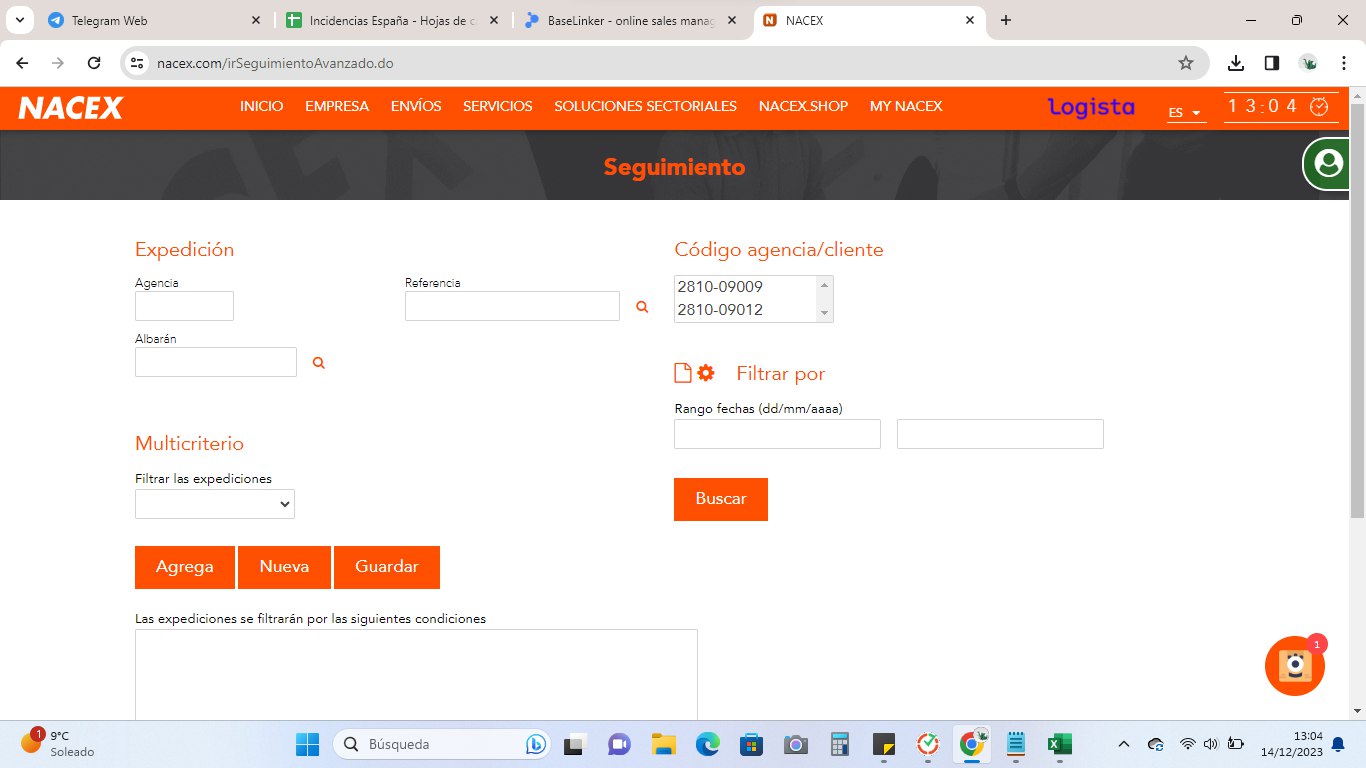 Telegram Web
Incidencias España - Hojas de c
BaseLinker - online sales manag
NACEX
nacex.com/irSeguimientoAvanzado.do
NACEX
INICIO
EMPRESA
ENVÍOS
SERVICIOS
SOLUCIONES SECTORIALES
NACEX.SHOP
MY NACEX
logista
ES
13:04
Seguimiento
Expedición
Código agencia/cliente
Agencia
Referencia
2810-09009
2810-09012
Albarán
Filtrar por
Rango fechas (dd/mm/aaaa)
Multicriterio
Filtrar las expediciones
Buscar
Agrega
Nueva
Guardar
Las expediciones se filtrarán por las siguientes condiciones
1
1
9°C
Soleado
Búsqueda
13:04
14/12/2023